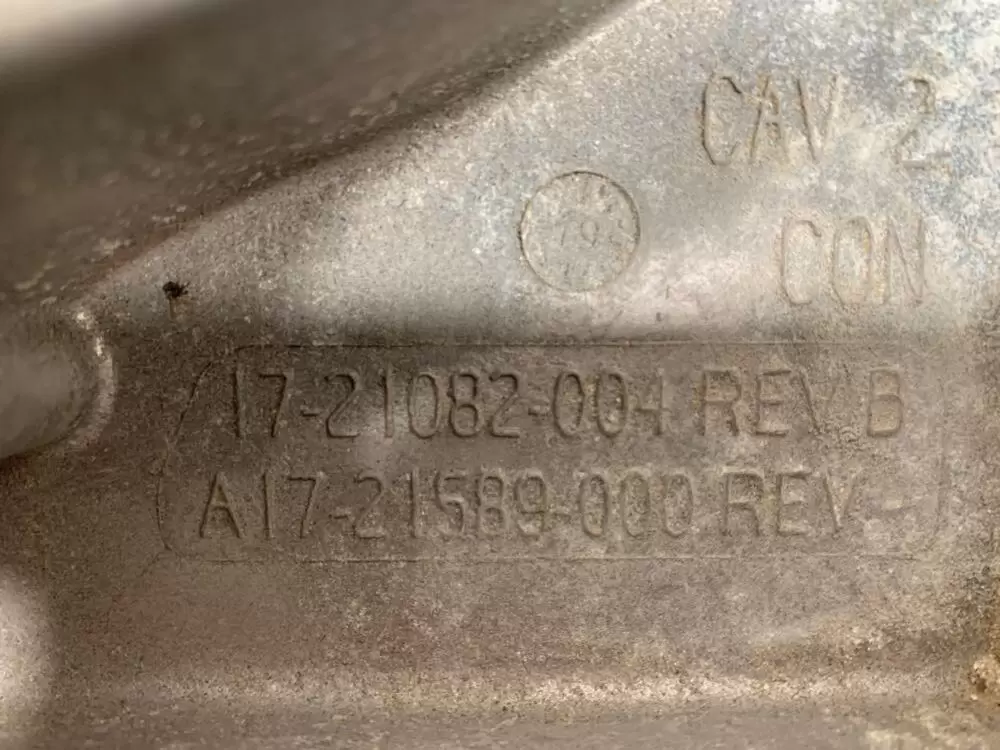 CAV 2
CON
17-21082-004 REV B
A17-21589-000 REV -